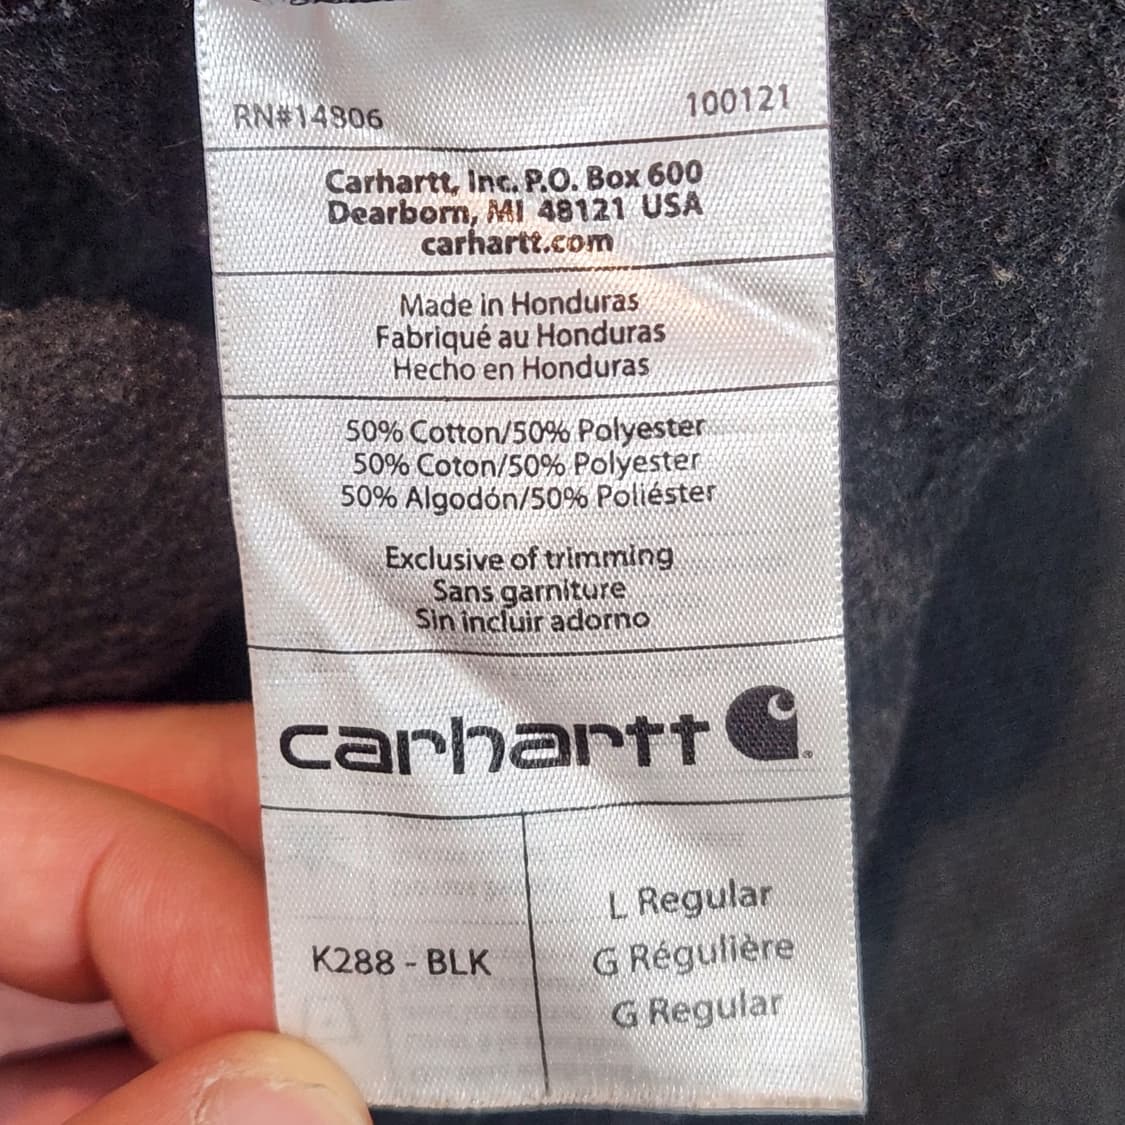 RN#14806 100121
Carhartt, Inc. P.O. Box 600
Dearborn, MI 48121 USA
carhartt.com
Made in Honduras
Fabriqué au Honduras
Hecho en Honduras
50% Cotton/50% Polyester
50% Coton/50% Polyester
50% Algodón/50% Poliéster
Exclusive of trimming
Sans garniture
Sin incluir adorno
carhartt
K288 - BLK
L Regular
G Régulière
G Regular